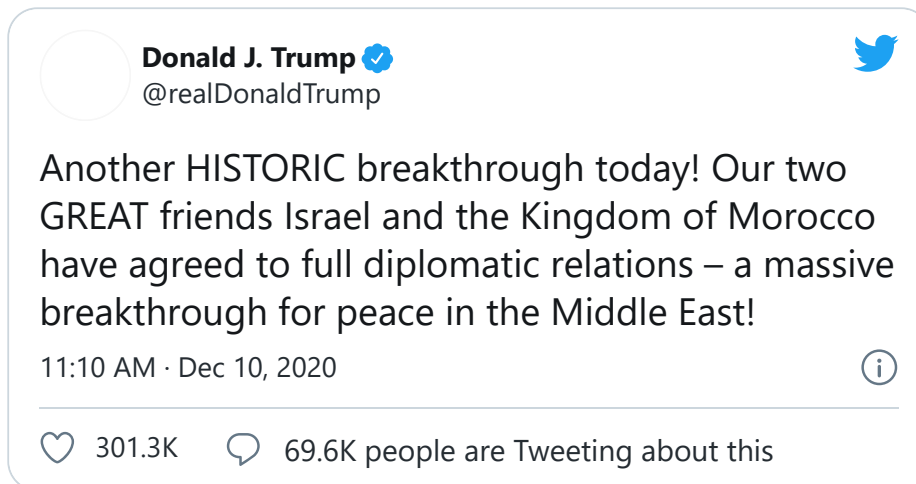 Donald J. Trump
@realDonaldTrump
Another HISTORIC breakthrough today! Our two
GREAT friends Israel and the Kingdom of Morocco
have agreed to full diplomatic relations – a massive
breakthrough for peace in the Middle East!
11:10 AM · Dec 10, 2020
301.3K 69.6K people are Tweeting about this